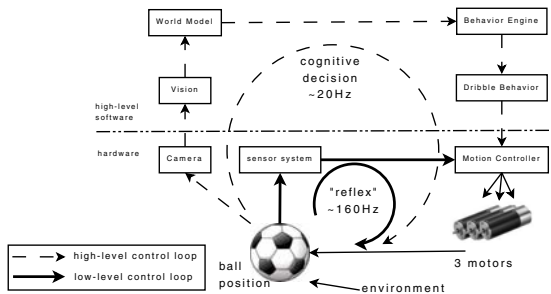 World Model
Behavior Engine
cognitive
decision
~20Hz
Vision
Dribble Behavior
high-level
software
hardware
Camera
sensor system
Motion Controller
"reflex"
~160Hz
high-level control loop
low-level control loop
ball
position
3 motors
environment